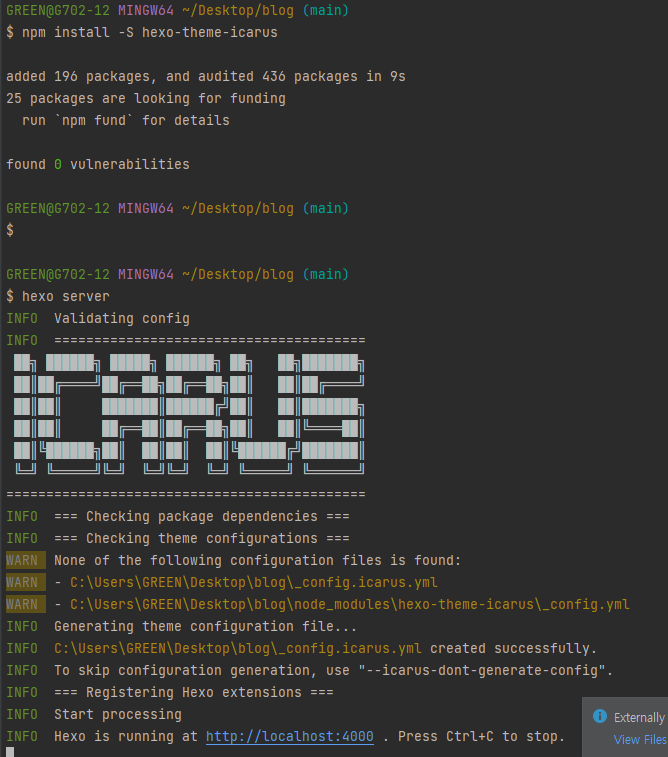 GREEN@G702-12 MINGW64 ~/Desktop/blog (main)
$ npm install -S hexo-theme-icarus
added 196 packages, and audited 436 packages in 9s
25 packages are looking for funding
run `npm fund` for details
found 0 vulnerabilities
GREEN@G702-12 MINGW64 ~/Desktop/blog (main)
$
GREEN@G702-12 MINGW64 ~/Desktop/blog (main)
$ hexo server
INFO Validating config
INFO =======================================
ICARUS
=============================================
INFO === Checking package dependencies ===
INFO === Checking theme configurations ===
WARN None of the following configuration files is found:
WARN - C:\Users\GREEN\Desktop\blog\_config.icarus.yml
WARN - C:\Users\GREEN\Desktop\blog\node_modules\hexo-theme-icarus\_config.yml
INFO Generating theme configuration file...
INFO C:\Users\GREEN\Desktop\blog\_config.icarus.yml created successfully.
INFO To skip configuration generation, use "--icarus-dont-generate-config".
INFO === Registering Hexo extensions ===
INFO Start processing
INFO Hexo is running at http://localhost:4000 . Press Ctrl+C to stop.
Externally
View Files